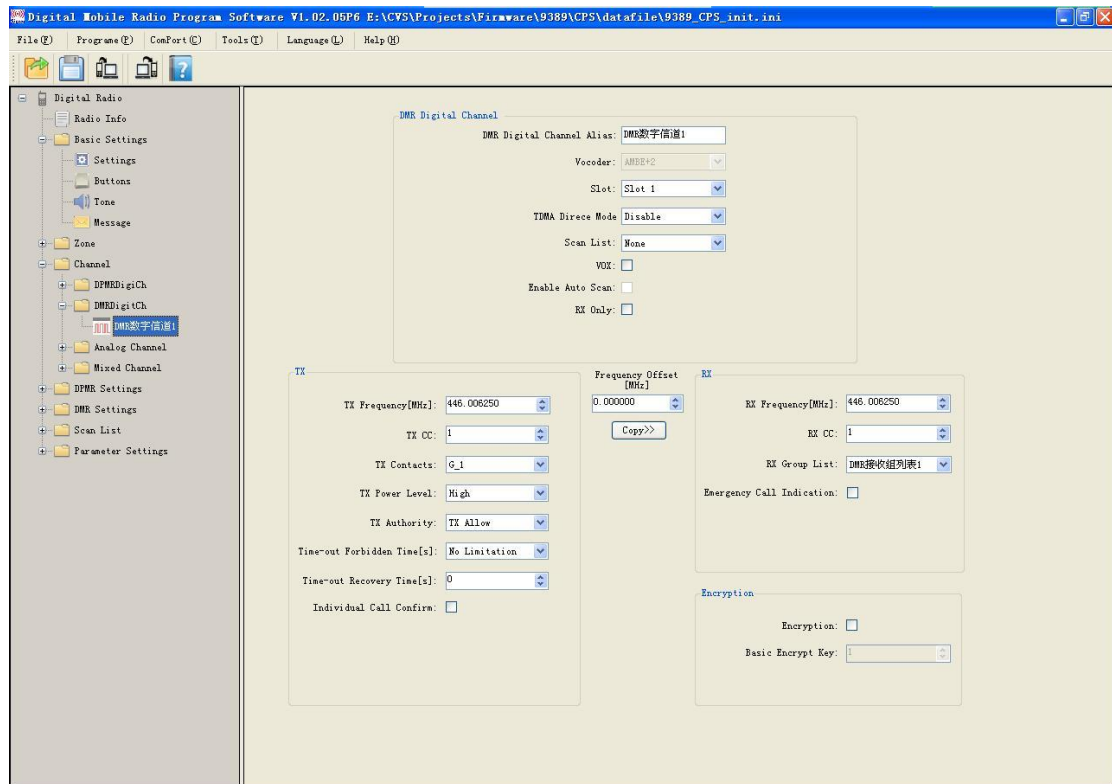 Digital Mobile Radio Program Software V1.02.05P6 E:\CVS\Projects\Firmware\9389\CPS\datafile\9389_CPS_init.ini
File(F) Programe(P) ComPort(C) Tools(T) Language(L) Help(H)
Digital Radio
Radio Info
Basic Settings
Settings
Buttons
Tone
Message
Zone
Channel
DPMRDigiCh
DMRDigitCh
DMR数字信道1
Analog Channel
Mixed Channel
DPMR Settings
DMR Settings
Scan List
Parameter Settings
DMR Digital Channel
DMR Digital Channel Alias: DMR数字信道1
Vocoder: AMBE+2
Slot: Slot 1
TDMA Direce Mode Disable
Scan List: None
VOX:
Enable Auto Scan:
RX Only:
TX
TX Frequency[MHz]: 446.006250
TX CC: 1
TX Contacts: G_1
TX Power Level: High
TX Authority: TX Allow
Time-out Forbidden Time[s]: No Limitation
Time-out Recovery Time[s]: 0
Individual Call Confirm:
Frequency Offset
[MHz]
0.000000
Copy>>
RX
RX Frequency[MHz]: 446.006250
RX CC: 1
RX Group List: DMR接收组列表1
Emergency Call Indication:
Encryption
Encryption:
Basic Encrypt Key: 1